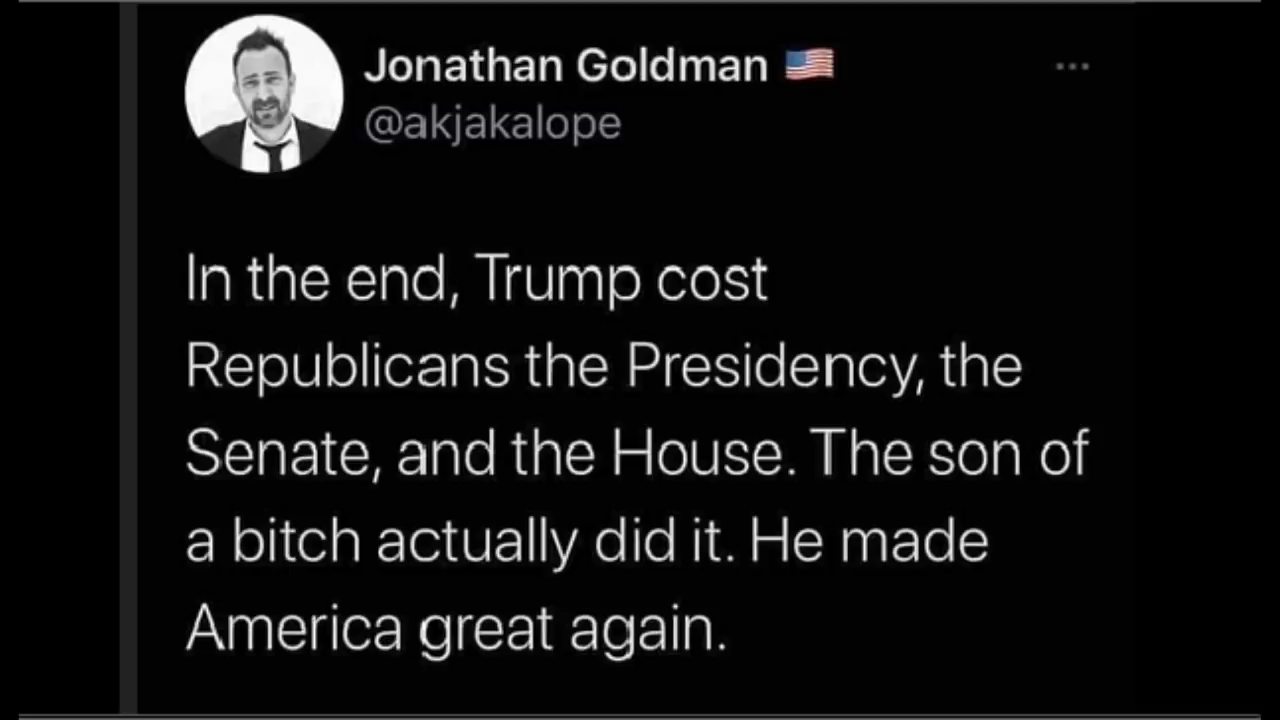 Jonathan Goldman 🇺🇸
@akjakalope
In the end, Trump cost
Republicans the Presidency, the
Senate, and the House. The son of
a bitch actually did it. He made
America great again.